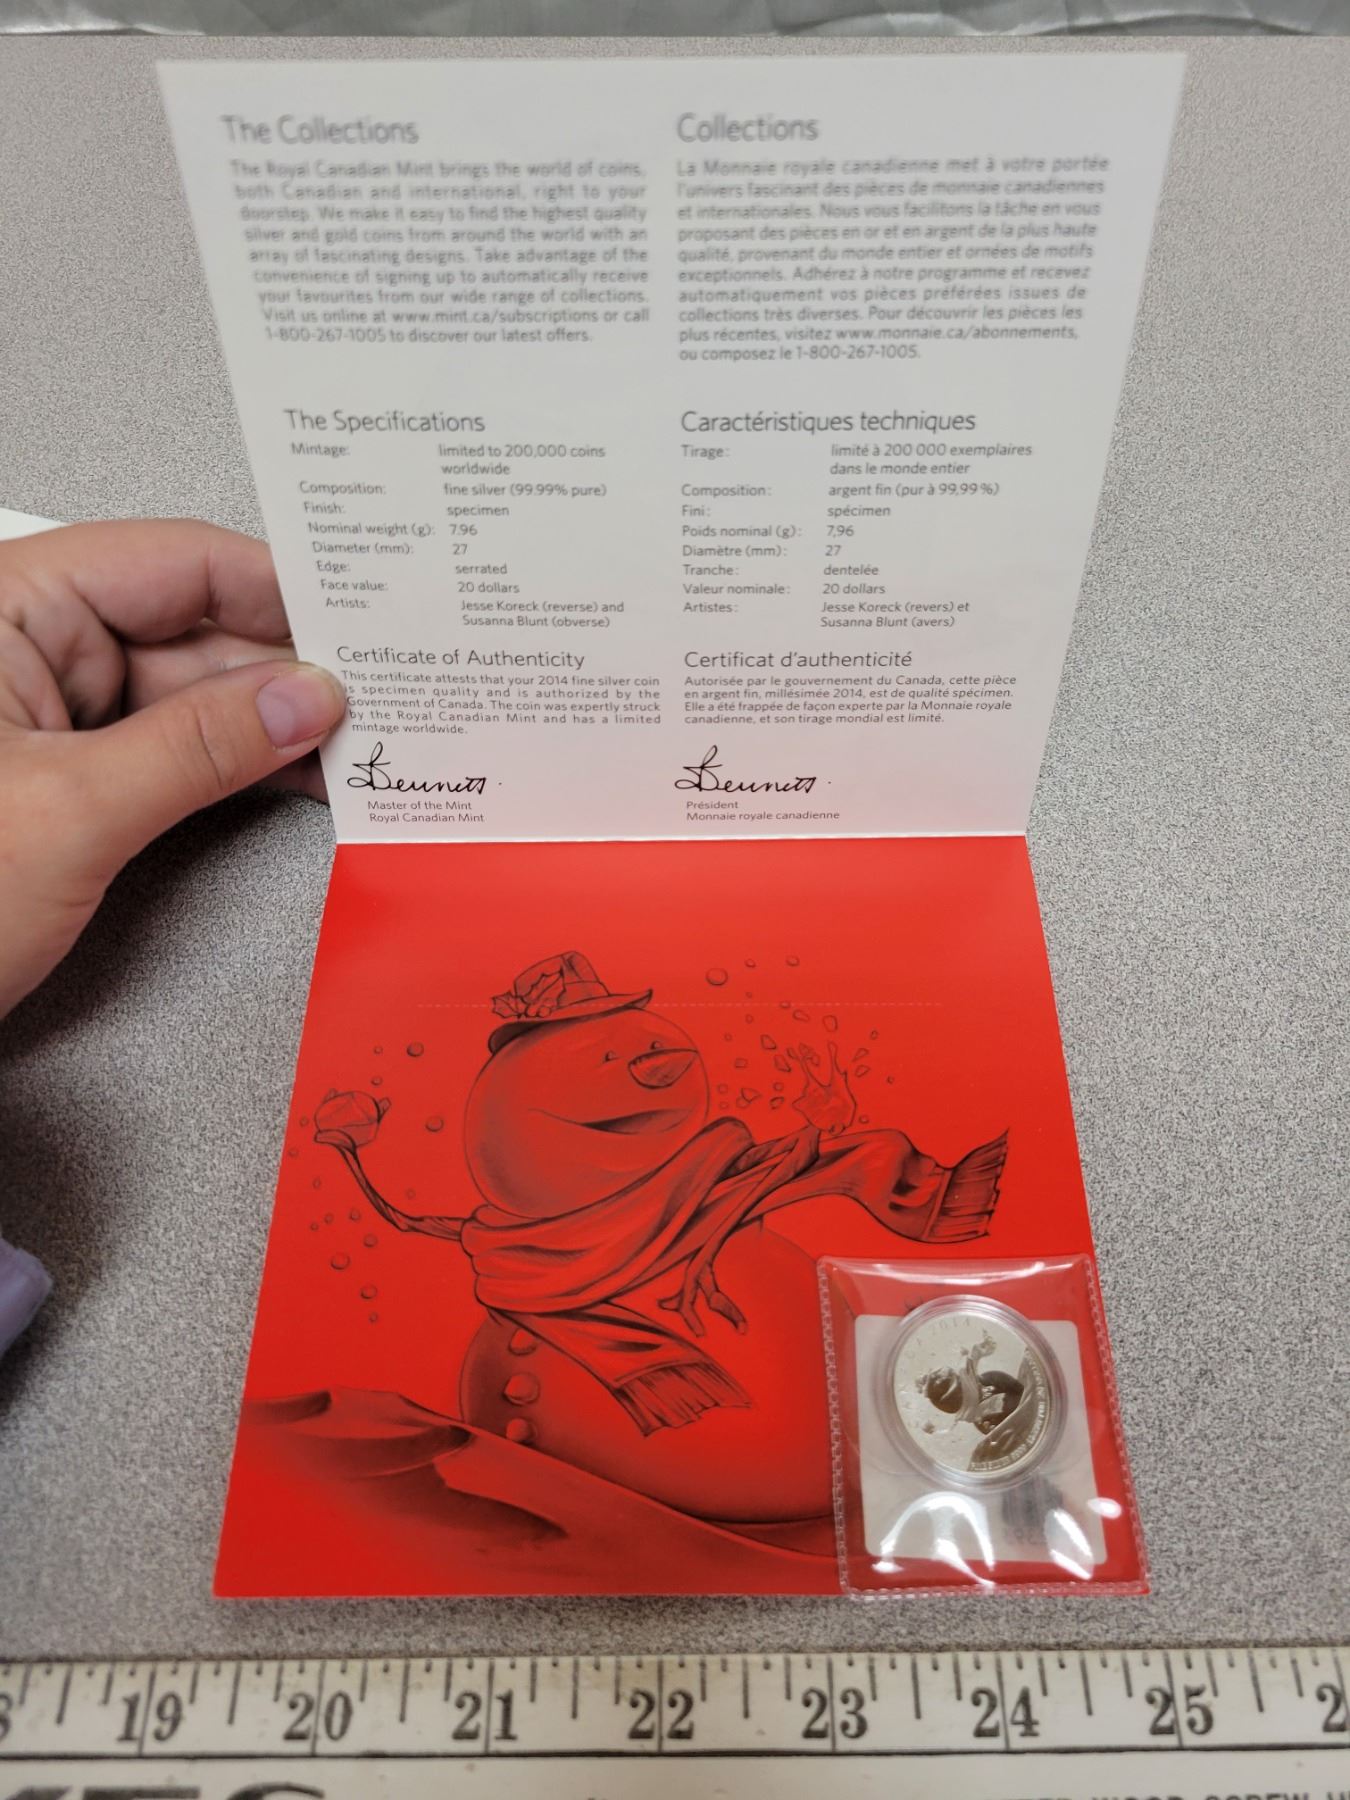 The Collections
The Royal Canadian Mint brings the world of coins,
both Canadian and international, right to your
doorstep. We make it easy to find the highest quality
silver and gold coins from around the world with an
array of fascinating designs. Take advantage of the
convenience of signing up to automatically receive
your favourites from our wide range of collections.
Visit us online at www.mint.ca/subscriptions or call
1-800-267-1005 to discover our latest offers.
Collections
La Monnaie royale canadienne met à votre portée
l'univers fascinant des pièces de monnaie canadiennes
et internationales. Nous vous facilitons la tâche en vous
proposant des pièces en or et en argent de la plus haute
qualité, provenant du monde entier et ornées de motifs
exceptionnels. Adhérez à notre programme et recevez
automatiquement vos pièces préférées issues de
collections très diverses. Pour découvrir les pièces les
plus récentes, visitez www.monnaie.ca/abonnements,
ou composez le 1-800-267-1005.
The Specifications
Mintage: limited to 200,000 coins
worldwide
Composition: fine silver (99.99% pure)
Finish: specimen
Nominal weight (g): 7.96
Diameter (mm): 27
Edge: serrated
Face value: 20 dollars
Artists: Jesse Koreck (reverse) and
Susanna Blunt (obverse)
Caractéristiques techniques
Tirage: limité à 200 000 exemplaires
dans le monde entier
Composition: argent fin (pur à 99,99 %)
Fini: spécimen
Poids nominal (g): 7,96
Diamètre (mm): 27
Tranche: dentelée
Valeur nominale: 20 dollars
Artistes: Jesse Koreck (revers) et
Susanna Blunt (avers)
Certificate of Authenticity
This certificate attests that your 2014 fine silver coin
is specimen quality and is authorized by the
Government of Canada. The coin was expertly struck
by the Royal Canadian Mint and has a limited
mintage worldwide.
Bennett
Master of the Mint
Royal Canadian Mint
Certificat d'authenticité
Autorisée par le gouvernement du Canada, cette pièce
en argent fin, millésimée 2014, est de qualité spécimen.
Elle a été frappée de façon experte par la Monnaie royale
canadienne, et son tirage mondial est limité.
Bennett
Président
Monnaie royale canadienne
2014
19 20 21 22 23 24 25 2